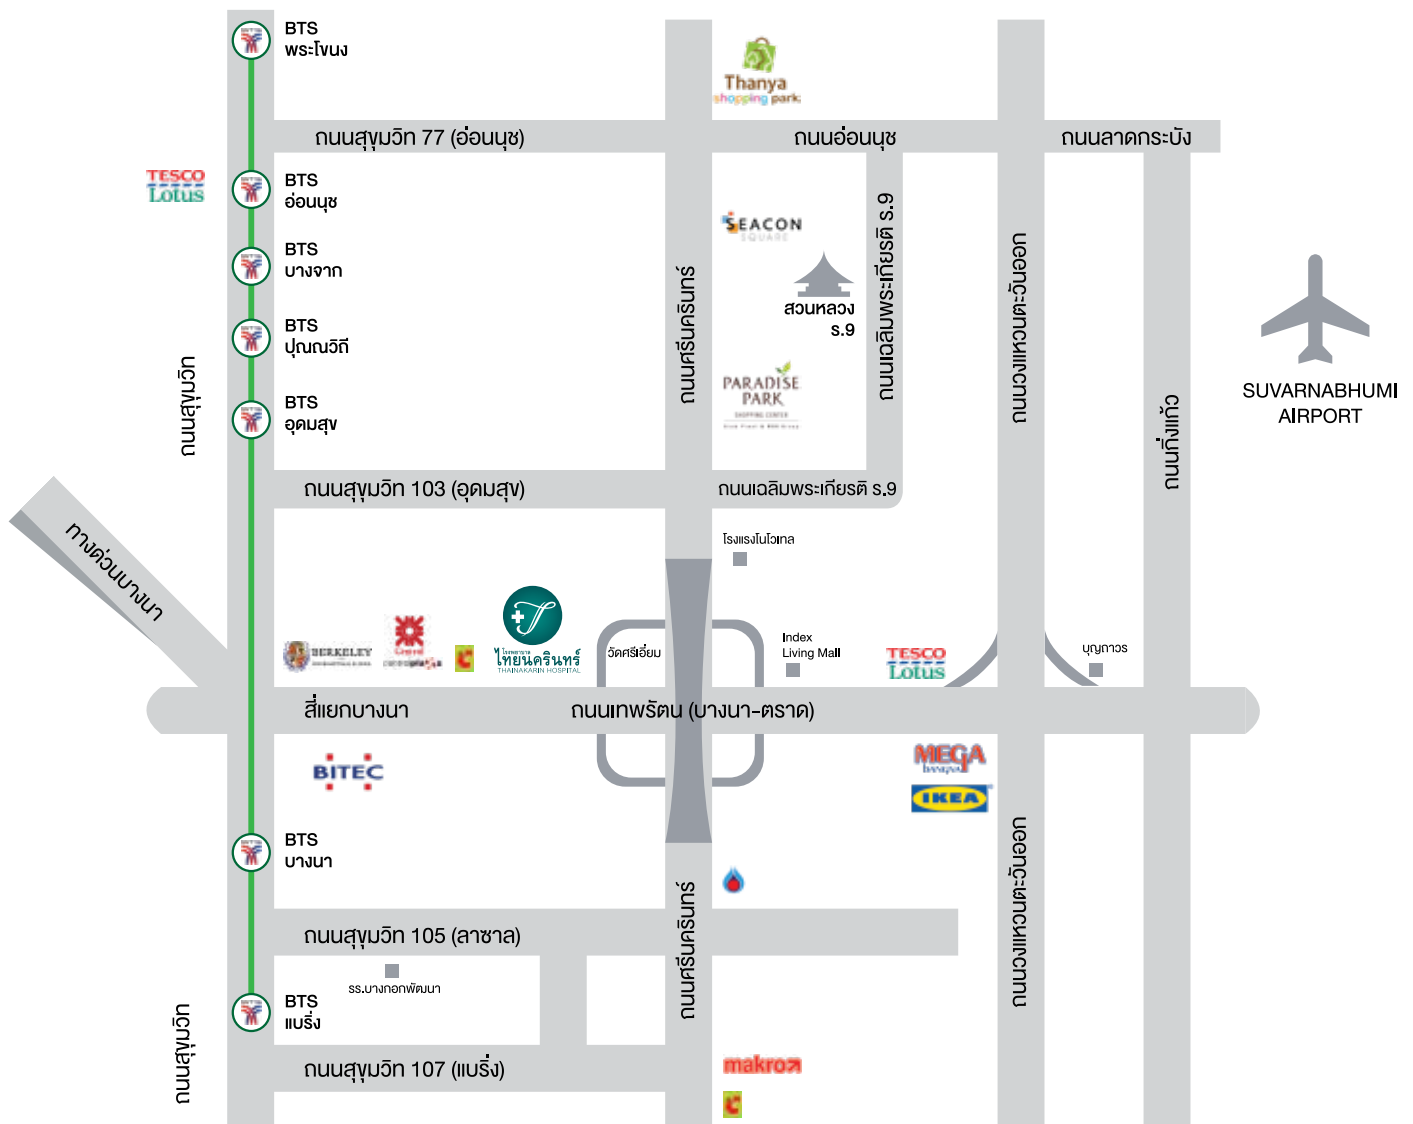 BTS
พระโขนง
Thanya
shopping park
ถนนสุขุมวิท 77 (อ่อนนุช)
ถนนอ่อนนุช
ถนนลาดกระบัง
TESCO
Lotus
BTS
อ่อนนุช
BTS
บางจาก
BTS
ปุณณวิถี
BTS
อุดมสุข
ถนนสุขุมวิท
ถนนศรีนครินทร์
SEACON
SQUARE
สวนหลวง
ร.9
PARADISE
PARK
SHOPPING CENTER
ถนนเฉลิมพระเกียรติ ร.9
ถนนวงแหวนตะวันออก
ถนนกิ่งแก้ว
SUVARNABHUMI
AIRPORT
ถนนสุขุมวิท 103 (อุดมสุข)
ถนนเฉลิมพระเกียรติ ร.9
ทางด่วนบางนา
โรงแรงโนโวเทล
BERKELEY
Central
โรงพยาบาล
ไทยนครินทร์
THAINAKARIN HOSPITAL
วัดศรีเอี่ยม
Index
Living Mall
TESCO
Lotus
บุญถาวร
สี่แยกบางนา
ถนนเทพรัตน (บางนา-ตราด)
BITEC
MEGA
bangna
IKEA
BTS
บางนา
ถนนศรีนครินทร์
ถนนวงแหวนตะวันออก
ถนนสุขุมวิท 105 (ลาซาล)
รร.บางกอกพัฒนา
BTS
แบริ่ง
ถนนสุขุมวิท
ถนนสุขุมวิท 107 (แบริ่ง)
makro